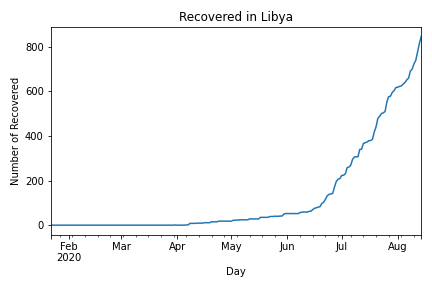 Recovered in Libya
Number of Recovered
800
600
400
200
0
Feb
2020
Mar
Apr
May
Jun
Jul
Aug
Day